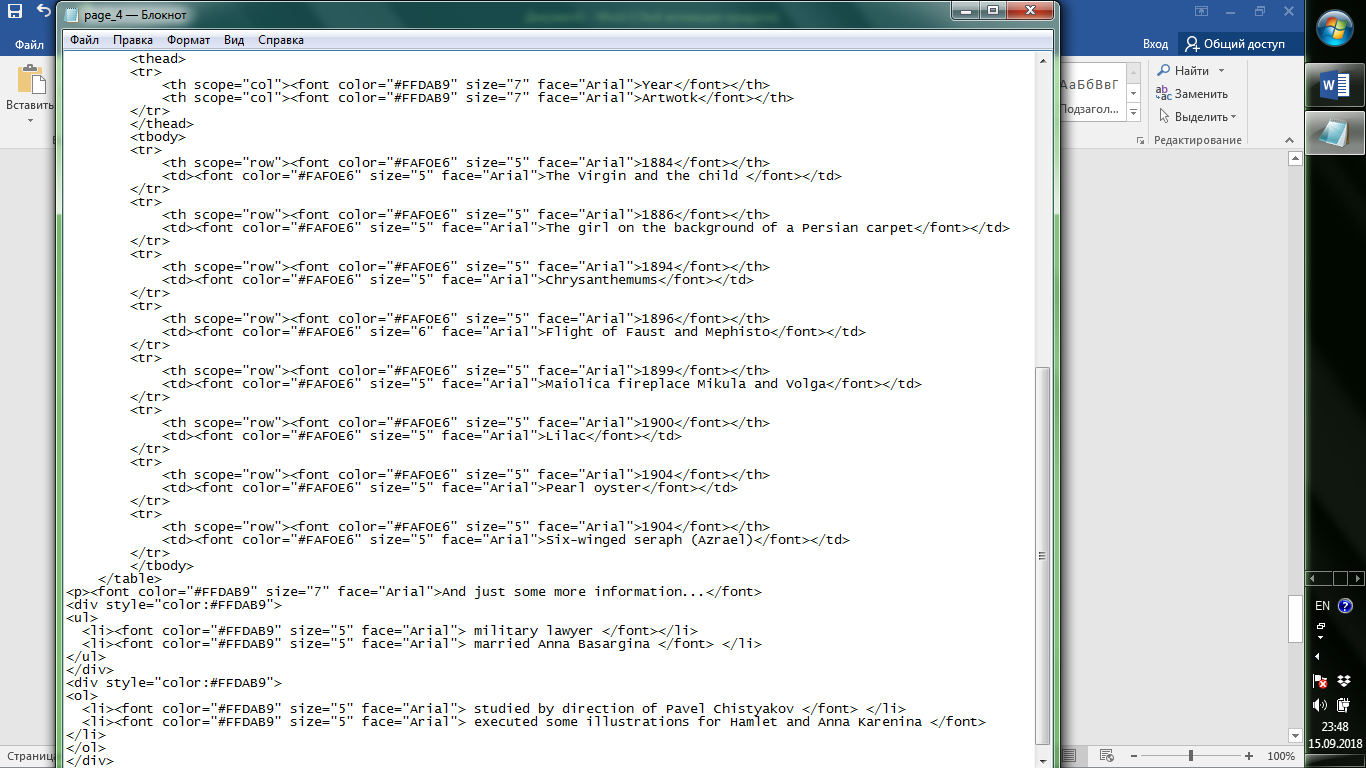 page_4 — Блокнот
Файл Правка Формат Вид Справка
<thead>
<tr>
<th scope="col"><font color="#FFDAB9" size="7" face="Arial">Year</font></th>
<th scope="col"><font color="#FFDAB9" size="7" face="Arial">Artwotk</font></th>
</tr>
</thead>
<tbody>
<tr>
<th scope="row"><font color="#FAFOE6" size="5" face="Arial">1884</font></th>
<td><font color="#FAFOE6" size="5" face="Arial">The Virgin and the child </font></td>
</tr>
<tr>
<th scope="row"><font color="#FAFOE6" size="5" face="Arial">1886</font></th>
<td><font color="#FAFOE6" size="5" face="Arial">The girl on the background of a Persian carpet</font></td>
</tr>
<tr>
<th scope="row"><font color="#FAFOE6" size="5" face="Arial">1894</font></th>
<td><font color="#FAFOE6" size="5" face="Arial">Chrysanthemums</font></td>
</tr>
<tr>
<th scope="row"><font color="#FAFOE6" size="5" face="Arial">1896</font></th>
<td><font color="#FAFOE6" size="6" face="Arial">Flight of Faust and Mephisto</font></td>
</tr>
<tr>
<th scope="row"><font color="#FAFOE6" size="5" face="Arial">1899</font></th>
<td><font color="#FAFOE6" size="5" face="Arial">Maiolica fireplace Mikula and Volga</font></td>
</tr>
<tr>
<th scope="row"><font color="#FAFOE6" size="5" face="Arial">1900</font></th>
<td><font color="#FAFOE6" size="5" face="Arial">Lilac</font></td>
</tr>
<tr>
<th scope="row"><font color="#FAFOE6" size="5" face="Arial">1904</font></th>
<td><font color="#FAFOE6" size="5" face="Arial">Pearl oyster</font></td>
</tr>
<tr>
<th scope="row"><font color="#FAFOE6" size="5" face="Arial">1904</font></th>
<td><font color="#FAFOE6" size="5" face="Arial">Six-winged seraph (Azrael)</font></td>
</tr>
</tbody>
</table>
<p><font color="#FFDAB9" size="7" face="Arial">And just some more information...</font>
<div style="color:#FFDAB9">
<ul>
<li><font color="#FFDAB9" size="5" face="Arial"> military lawyer </font></li>
<li><font color="#FFDAB9" size="5" face="Arial"> married Anna Basargina </font> </li>
</ul>
</div>
<div style="color:#FFDAB9">
<ol>
<li><font color="#FFDAB9" size="5" face="Arial"> studied by direction of Pavel Chistyakov </font> </li>
<li><font color="#FFDAB9" size="5" face="Arial"> executed some illustrations for Hamlet and Anna Karenina </font>
</li>
</ol>
</div>
Файл
Вставить
Страница
Вход Общий доступ
АаБбВвГ
Подзагол...
Найти
Заменить
Выделить
Редактирование
100%
EN
23:48
15.09.2018